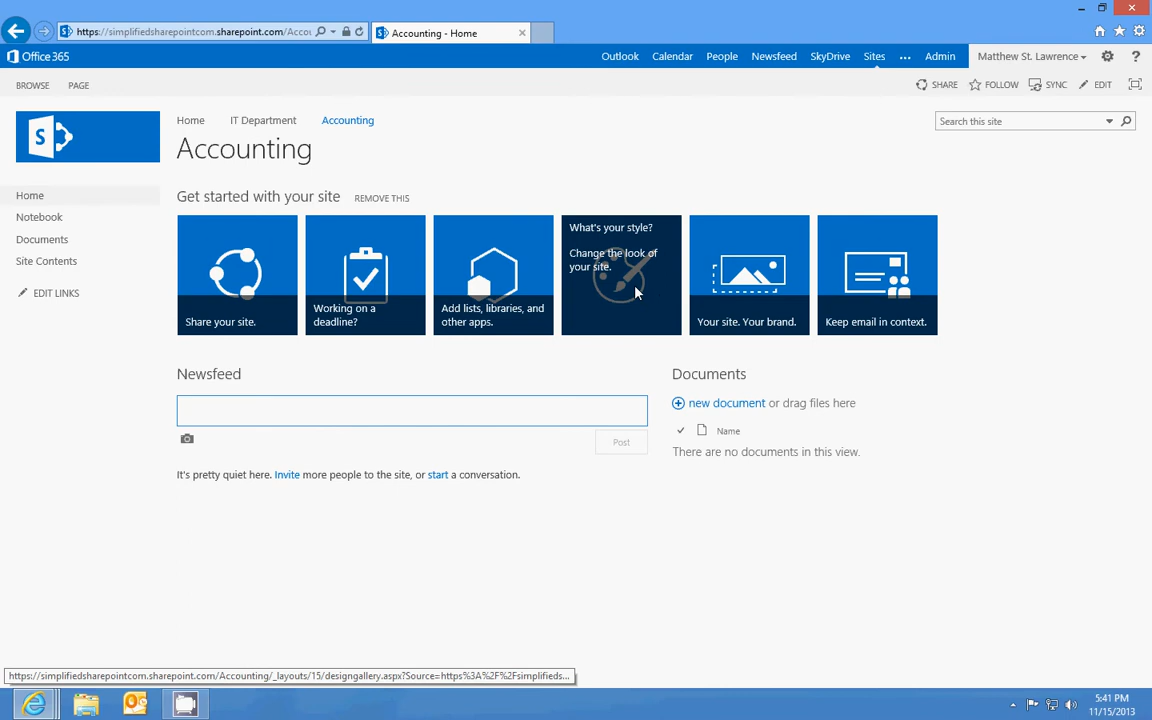 https://simplifiedsharepointcom.sharepoint.com/Acco
Accounting - Home
Office 365
Outlook
Calendar
People
Newsfeed
SkyDrive
Sites
...
Admin
Matthew St. Lawrence
?
BROWSE
PAGE
SHARE
FOLLOW
SYNC
EDIT
S
Home
IT Department
Accounting
Search this site
Accounting
Home
Notebook
Documents
Site Contents
EDIT LINKS
Get started with your site
REMOVE THIS
Share your site.
Working on a
deadline?
Add lists, libraries, and
other apps.
What's your style?
Change the look of
your site.
Your site. Your brand.
Keep email in context.
Newsfeed
Post
It's pretty quiet here. Invite more people to the site, or start a conversation.
Documents
new document or drag files here
Name
There are no documents in this view.
https://simplifiedsharepointcom.sharepoint.com/Accounting/_layouts/15/designgallery.aspx?Source=https%3A%2F%2Fsimplifieds...
5:41 PM
11/15/2013